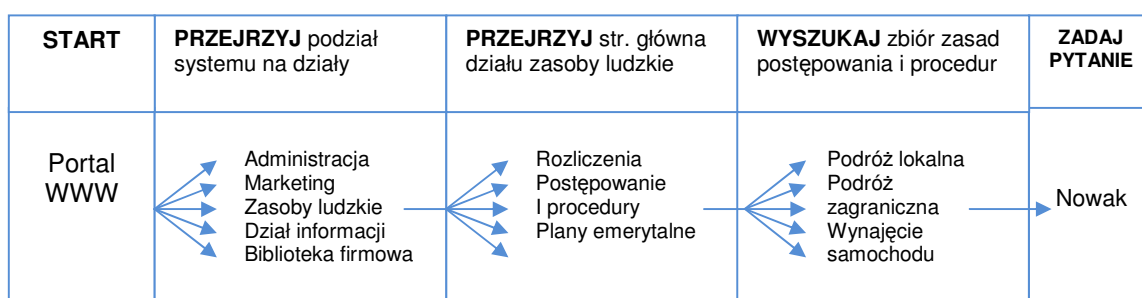 START
PRZEJRZYJ podział
systemu na działy
PRZEJRZYJ str. główna
działu zasoby ludzkie
WYSZUKAJ zbiór zasad
postępowania i procedur
ZADAJ
PYTANIE
Portal
WWW
Administracja
Marketing
Zasoby ludzkie
Dział informacji
Biblioteka firmowa
Rozliczenia
Postępowanie
I procedury
Plany emerytalne
Podróż lokalna
Podróż
zagraniczna
Wynajęcie
samochodu
Nowak